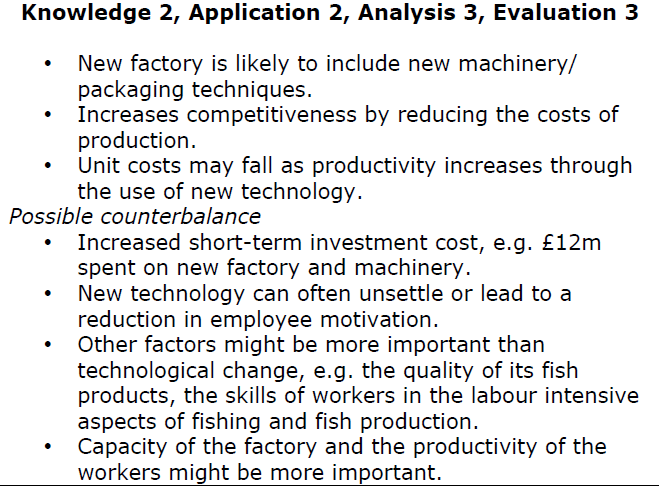 Knowledge 2, Application 2, Analysis 3, Evaluation 3
• New factory is likely to include new machinery/
packaging techniques.
• Increases competitiveness by reducing the costs of
production.
• Unit costs may fall as productivity increases through
the use of new technology.
Possible counterbalance
• Increased short-term investment cost, e.g. £12m
spent on new factory and machinery.
• New technology can often unsettle or lead to a
reduction in employee motivation.
• Other factors might be more important than
technological change, e.g. the quality of its fish
products, the skills of workers in the labour intensive
aspects of fishing and fish production.
• Capacity of the factory and the productivity of the
workers might be more important.